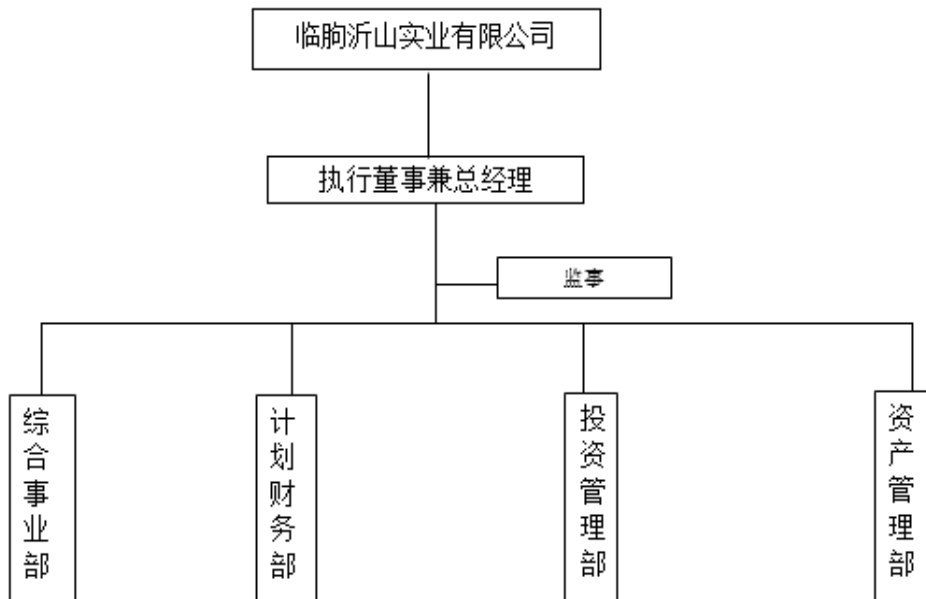 临朐沂山实业有限公司
执行董事兼总经理
监事
综合事业部
计划财务部
投资管理部
资产管理部